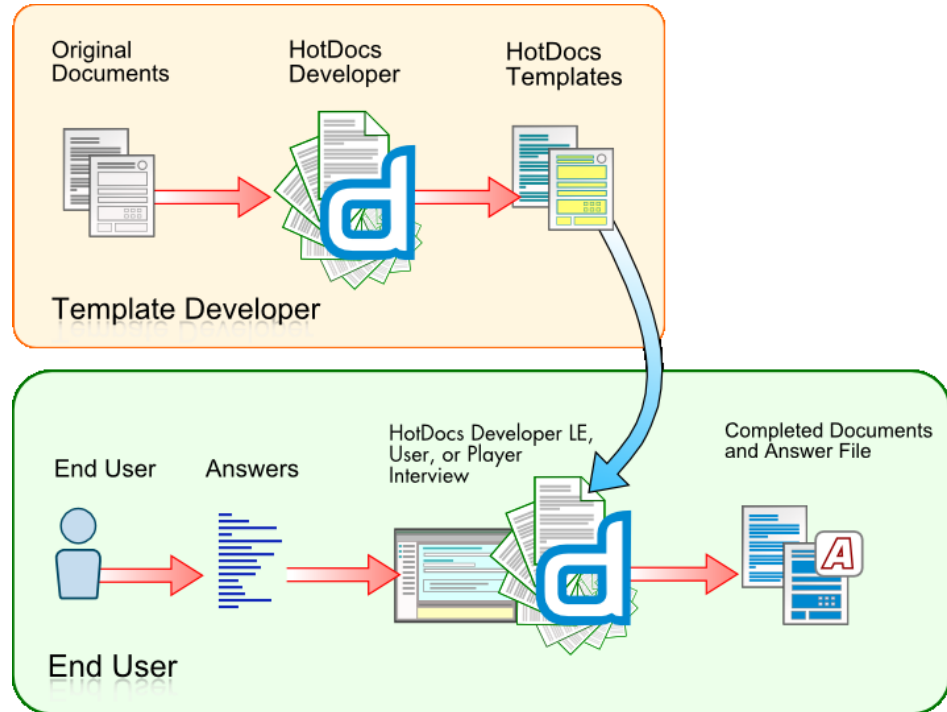 Original
Documents
HotDocs
Developer
HotDocs
Templates
Template Developer
End User
Answers
HotDocs Developer LE,
User, or Player
Interview
Completed Documents
and Answer File
A
End User